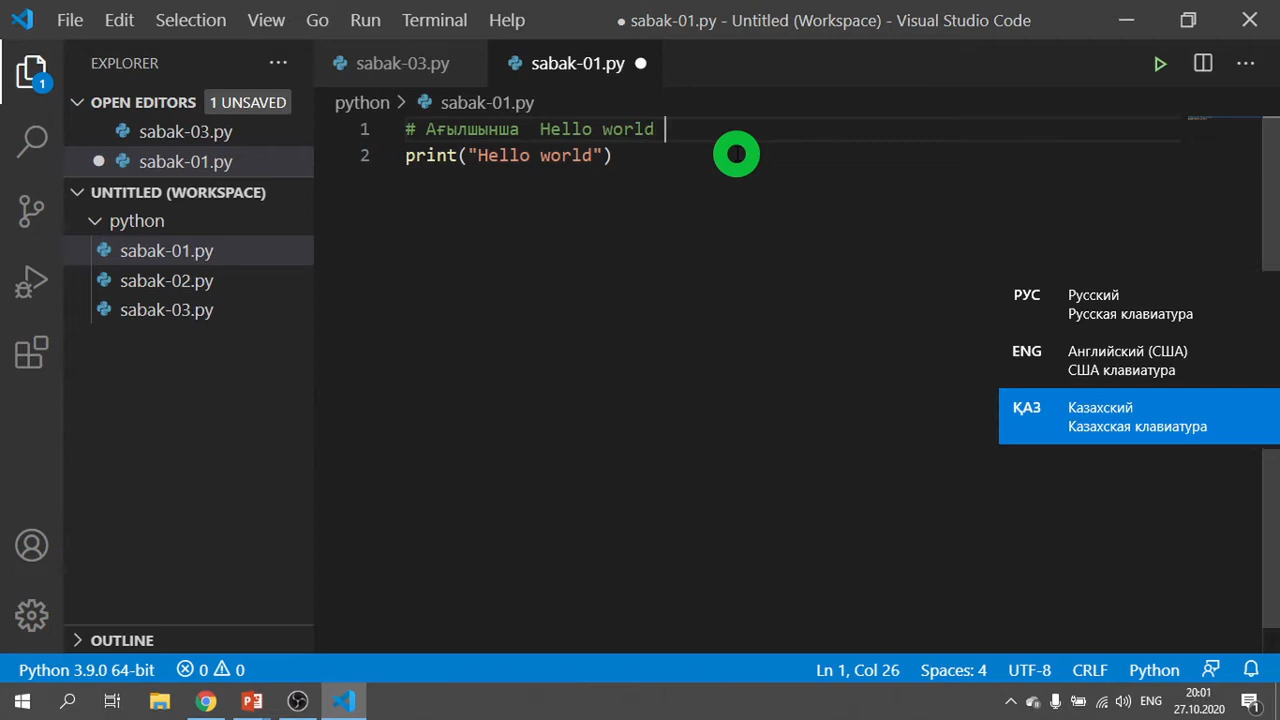 File Edit Selection View Go Run Terminal Help ● sabak-01.py - Untitled (Workspace) - Visual Studio Code
EXPLORER
sabak-03.py
sabak-01.py
OPEN EDITORS 1 UNSAVED
sabak-03.py
sabak-01.py
UNTITLED (WORKSPACE)
python
sabak-01.py
sabak-02.py
sabak-03.py
OUTLINE
1
python > sabak-01.py
1 # Ағылшынша  Hello world
2 print("Hello world")
РУС Русский
Русская клавиатура
ENG Английский (США)
США клавиатура
ҚАЗ Казахский
Казахская клавиатура
Python 3.9.0 64-bit 0 0 Ln 1, Col 26 Spaces: 4 UTF-8 CRLF Python
ENG 20:01
27.10.2020
1